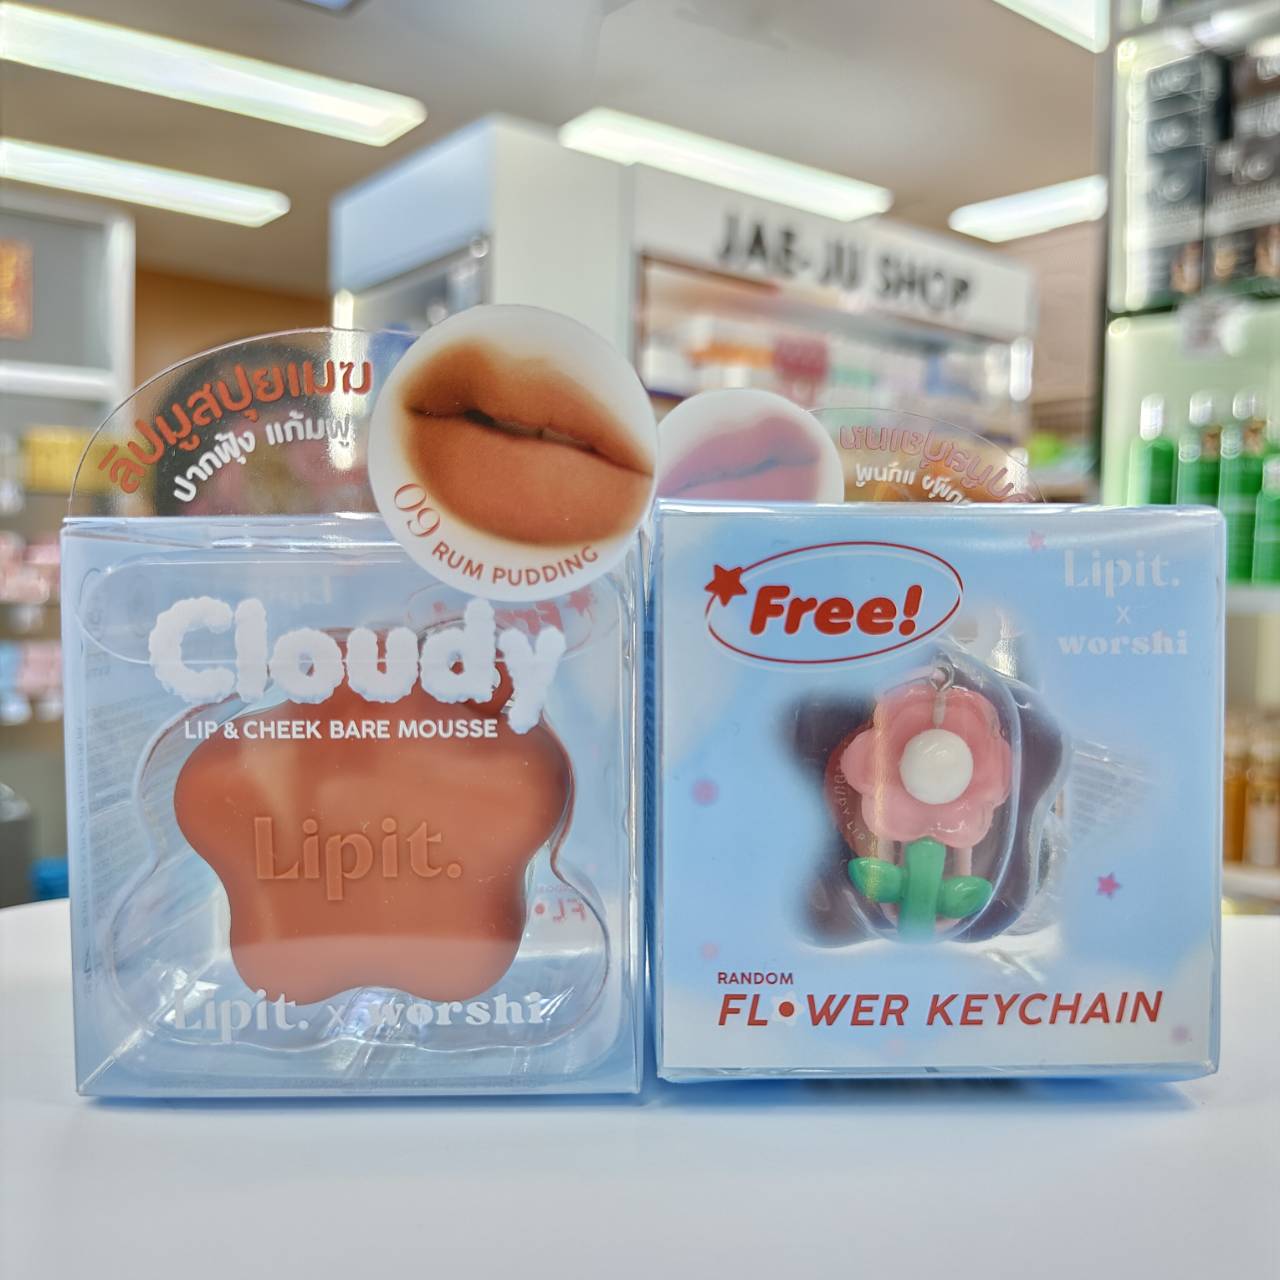 JAE-JU SHOP
ลิปมูสสปุยเมฆ
ปากฟุ้ง แก้มฟู
09 RUM PUDDING
Cloudy
LIP & CHEEK BARE MOUSSE
Lipit.
Lipit. x worshi
Free!
Lipit.
x
worshi
RANDOM
FLOWER KEYCHAIN